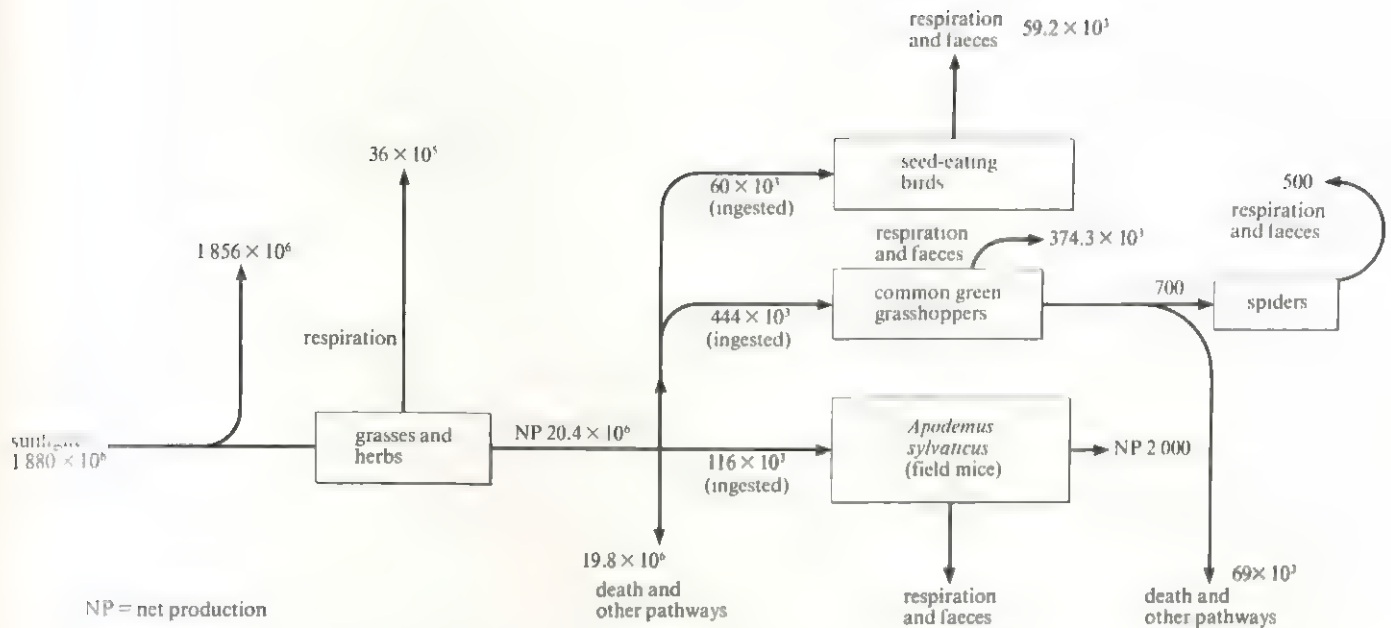 respiration
and faeces 59.2 × 10³
36 × 10⁵
seed-eating
birds
60 × 10³
(ingested)
500
respiration
and faeces
respiration
and faeces
374.3 × 10³
1 856 × 10⁶
common green
grasshoppers
700
spiders
444 × 10³
(ingested)
respiration
sunlight
1 880 × 10⁶
grasses and
herbs
NP 20.4 × 10⁶
Apodemus
sylvaticus
(field mice)
NP 2 000
116 × 10³
(ingested)
19.8 × 10⁶
death and
other pathways
respiration
and faeces
69× 10³
death and
other pathways
NP = net production